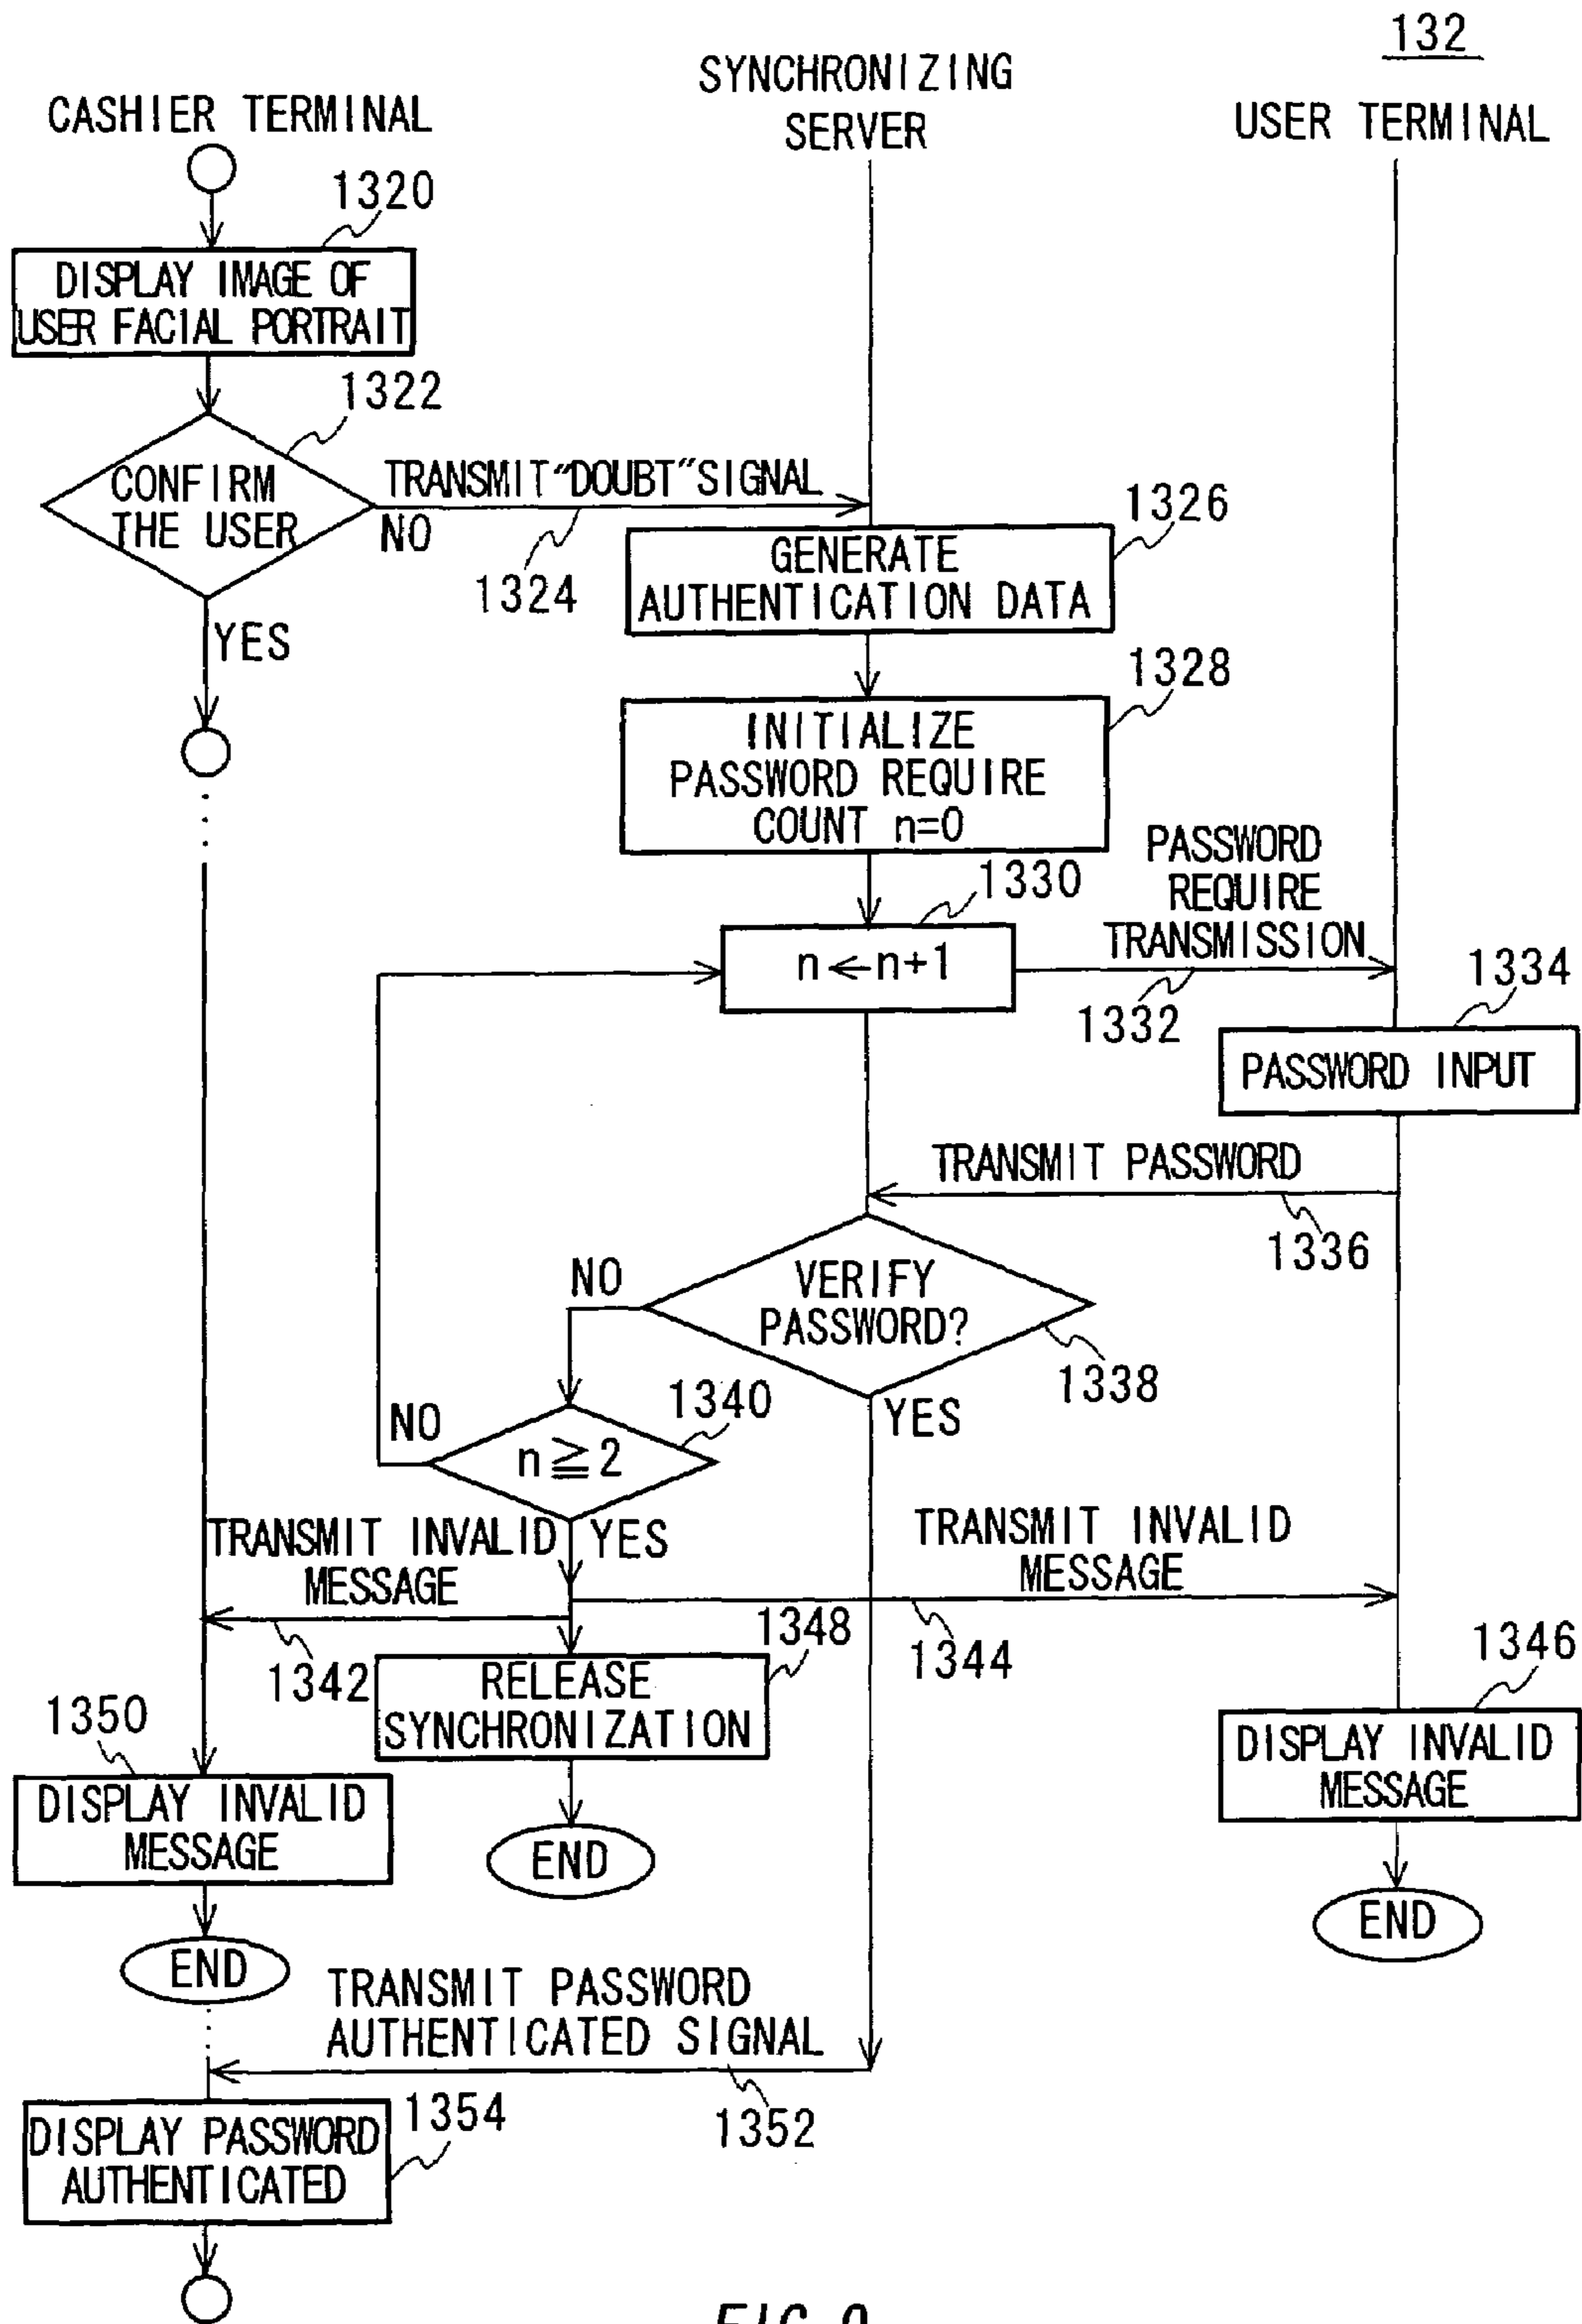 132
CASHIER TERMINAL
SYNCHRONIZING
SERVER
USER TERMINAL
1320
DISPLAY IMAGE OF
USER FACIAL PORTRAIT
1322
CONFIRM
THE USER
TRANSMIT "DOUBT" SIGNAL
NO
1324
YES
1326
GENERATE
AUTHENTICATION DATA
1328
INITIALIZE
PASSWORD REQUIRE
COUNT n=0
1330
n←n+1
PASSWORD
REQUIRE
TRANSMISSION
1332
1334
PASSWORD INPUT
TRANSMIT PASSWORD
1336
NO
VERIFY
PASSWORD?
1338
YES
1340
NO
n≧2
YES
TRANSMIT INVALID
MESSAGE
1342
TRANSMIT INVALID
MESSAGE
1344
1348
RELEASE
SYNCHRONIZATION
END
1346
DISPLAY INVALID
MESSAGE
END
1350
DISPLAY INVALID
MESSAGE
END
TRANSMIT PASSWORD
AUTHENTICATED SIGNAL
1352
1354
DISPLAY PASSWORD
AUTHENTICATED